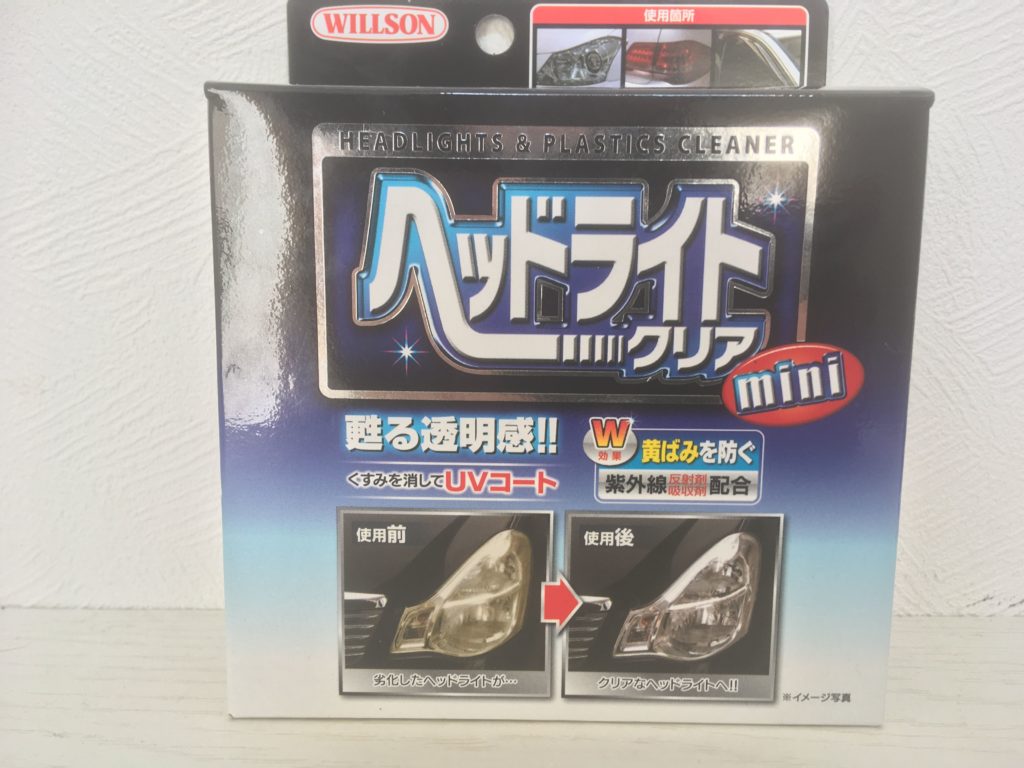 WILLSON
使用箇所
HEADLIGHTS & PLASTICS CLEANER
ヘッドライト
クリア
mini
甦る透明感!!
くすみを消してUVコート
W
効果
黄ばみを防ぐ
紫外線反射剤吸収剤配合
使用前
劣化したヘッドライトが…
使用後
クリアなヘッドライトへ!!
※イメージ写真